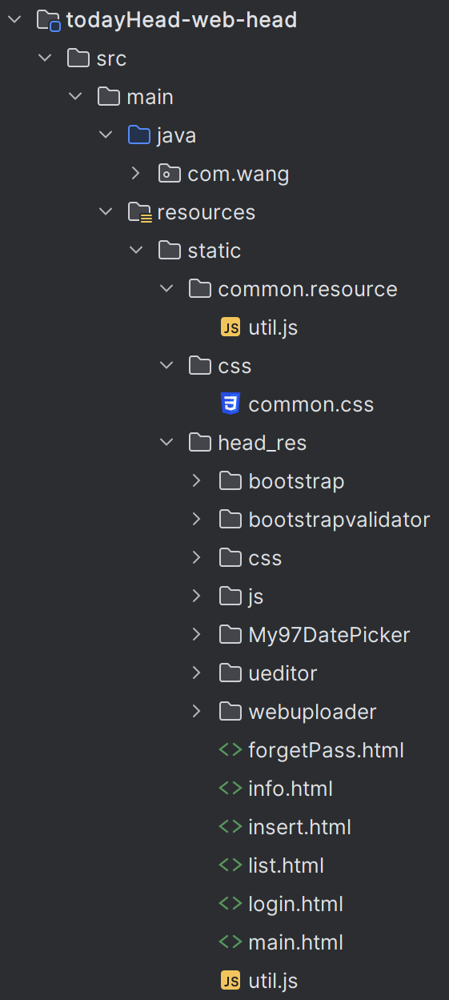 todayHead-web-head
src
main
java
com.wang
resources
static
common.resource
util.js
css
common.css
head_res
bootstrap
bootstrapvalidator
css
js
My97DatePicker
ueditor
webuploader
forgetPass.html
info.html
insert.html
list.html
login.html
main.html
util.js